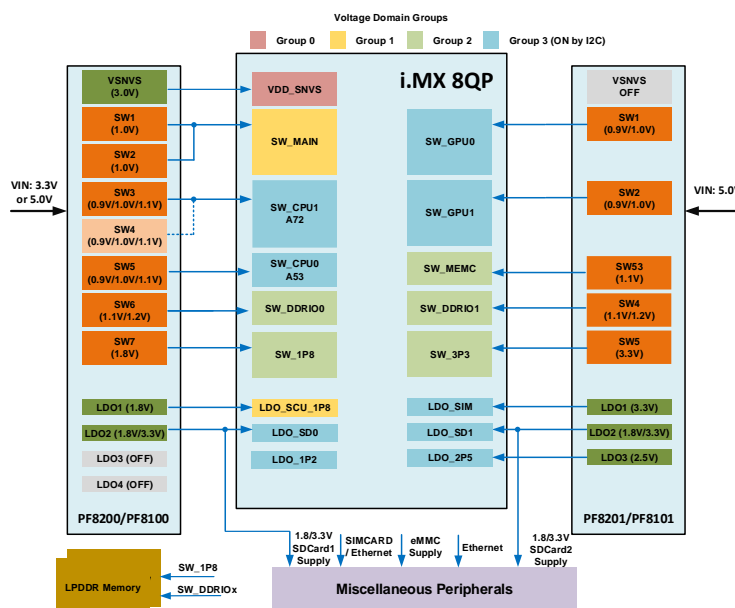 Voltage Domain Groups
Group 0
Group 1
Group 2
Group 3 (ON by I2C)
i.MX 8QP
VSNVS
(3.0V)
SW1
(1.0V)
SW2
(1.0V)
SW3
(0.9V/1.0V/1.1V)
SW4
(0.9V/1.0V/1.1V)
SW5
(0.9V/1.0V/1.1V)
SW6
(1.1V/1.2V)
SW7
(1.8V)
LDO1 (1.8V)
LDO2 (1.8V/3.3V)
LDO3 (OFF)
LDO4 (OFF)
PF8200/PF8100
VIN: 3.3V
or 5.0V
VDD_SNVS
SW_MAIN
SW_CPU1
A72
SW_CPU0
A53
SW_DDRIO0
SW_1P8
LDO_SCU_1P8
LDO_SD0
LDO_1P2
SW_GPU0
SW_GPU1
SW_MEMC
SW_DDRIO1
SW_3P3
LDO_SIM
LDO_SD1
LDO_2P5
VSNVS
OFF
SW1
(0.9V/1.0V)
SW2
(0.9V/1.0V)
SW53
(1.1V)
SW4
(1.1V/1.2V)
SW5
(3.3V)
LDO1 (3.3V)
LDO2 (1.8V/3.3V)
LDO3 (2.5V)
PF8201/PF8101
VIN: 5.0V
1.8/3.3V
SDCard1
Supply
SIMCARD
/ Ethernet
eMMC
Supply
Ethernet
1.8/3.3V
SDCard2
Supply
LPDDR Memory
SW_1P8
SW_DDRIOx
Miscellaneous Peripherals